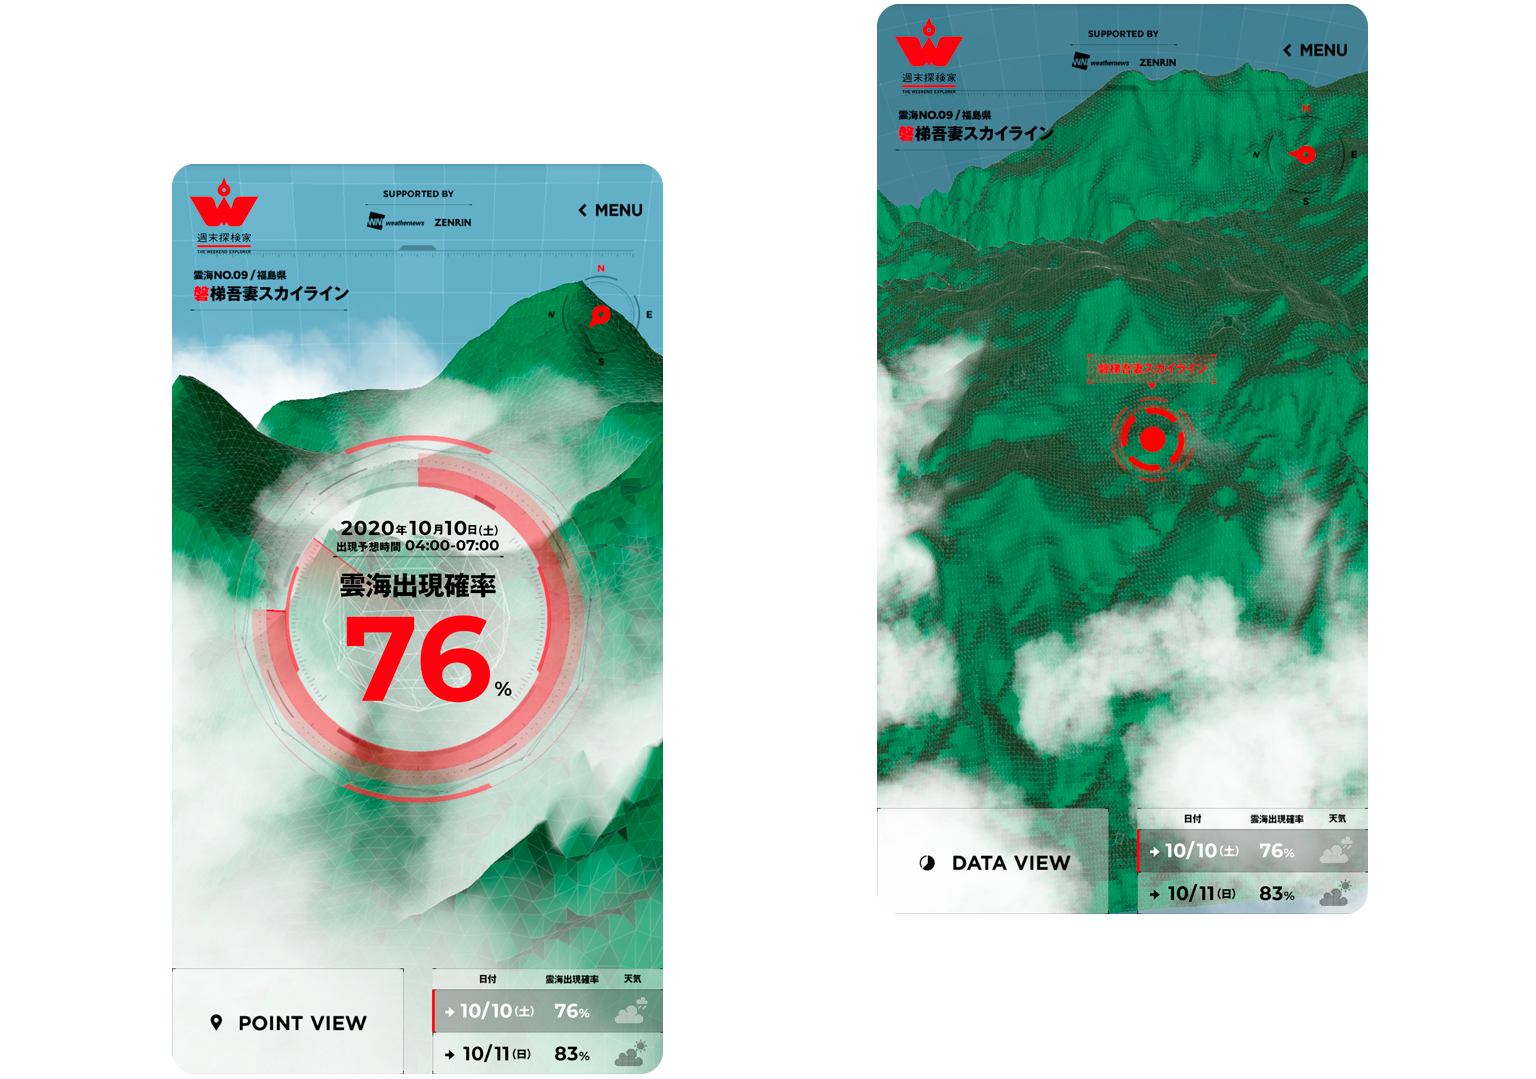 週末探検家
THE WEEKEND EXPLORER
SUPPORTED BY
WNI weathernews ZENRIN
MENU
雲海NO.09 / 福島県
磐梯吾妻スカイライン
N
W E
S
2020年10月10日(土)
出現予想時間 04:00-07:00
雲海出現確率
76%
POINT VIEW
日付 雲海出現確率 天気
10/10(土) 76%
10/11(日) 83%
週末探検家
THE WEEKEND EXPLORER
SUPPORTED BY
WNI weathernews ZENRIN
MENU
雲海NO.09 / 福島県
磐梯吾妻スカイライン
N
W E
S
磐梯吾妻スカイライン
DATA VIEW
日付 雲海出現確率 天気
10/10(土) 76%
10/11(日) 83%